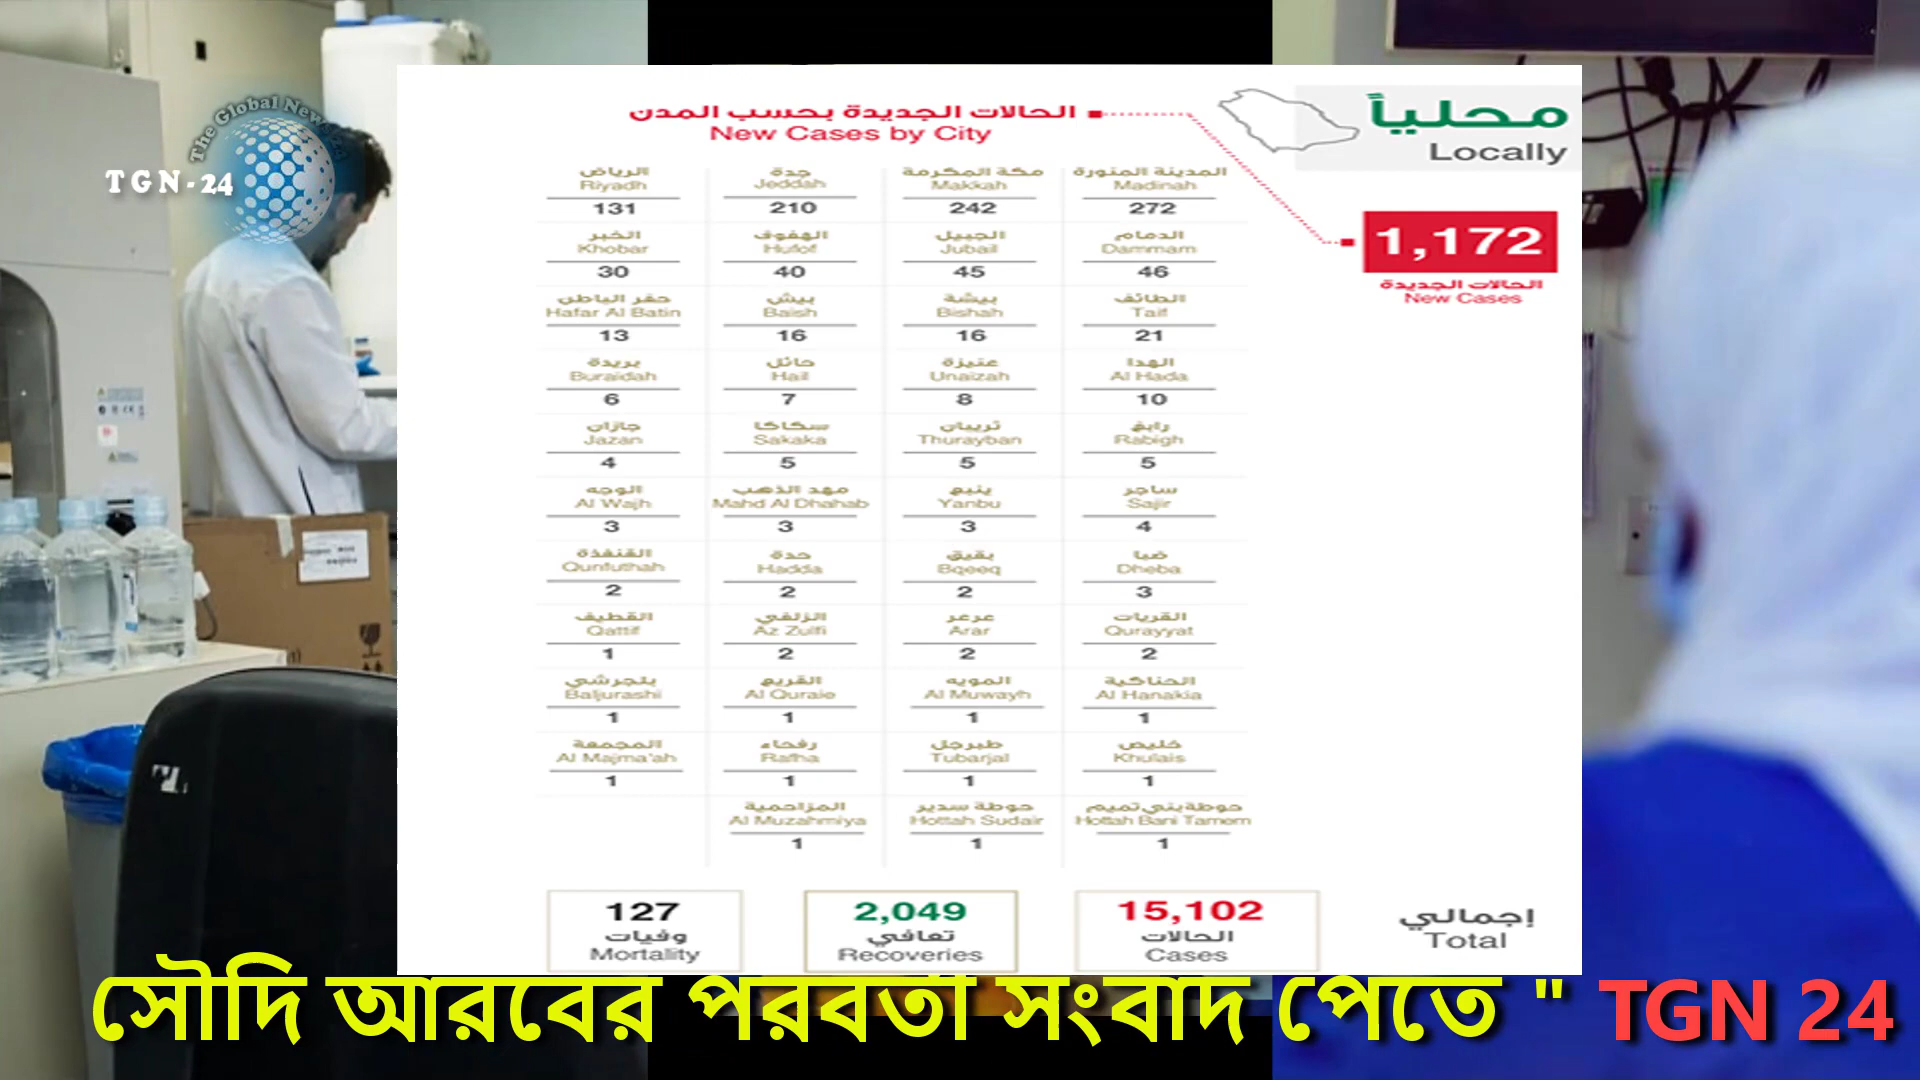 The Global News 24
TGN-24
الحالات الجديدة بحسب المدن
New Cases by City
محلياً
Locally
1,172
الحالات الجديدة
New Cases
الرياض جدة مكة المكرمة المدينة المنورة
Riyadh Jeddah Makkah Madinah
131 210 242 272
الخبر الهفوف الجبيل الدمام
Khobar Hufof Jubail Dammam
30 40 45 46
حفر الباطن بيش بيشة الطائف
Hafar Al Batin Baish Bishah Taif
13 16 16 21
بريدة حائل عنيزة الهدا
Buraidah Hail Unaizah Al Hada
6 7 8 10
جازان سكاكا ثريبان رابغ
Jazan Sakaka Thurayban Rabigh
4 5 5 5
الوجه مهد الذهب ينبع ساجر
Al Wajh Mahd Al Dhahab Yanbu Sajir
3 3 3 4
القنفذة حدة بقيق ضبا
Qunfuthah Hadda Bqeeq Dheba
2 2 2 3
القطيف الزلفي عرعر القريات
Qattif Az Zulfi Arar Qurayyat
1 2 2 2
بلجرشي القريع المويه الحناكية
Baljurashi Al Quraie Al Muwayh Al Hanakia
1 1 1 1
المجمعة رفحاء طبرجل خليص
Al Majma'ah Rafha Tubarjal Khulais
1 1 1 1
المزاحمية حوطة سدير حوطة بني تميم
Al Muzahmiya Hottah Sudair Hottah Bani Tamem
1 1 1
127 2,049 15,102
وفيات تعافي الحالات إجمالي
Mortality Recoveries Cases Total
সৌদি আরবের পরবর্তী সংবাদ পেতে " TGN 24